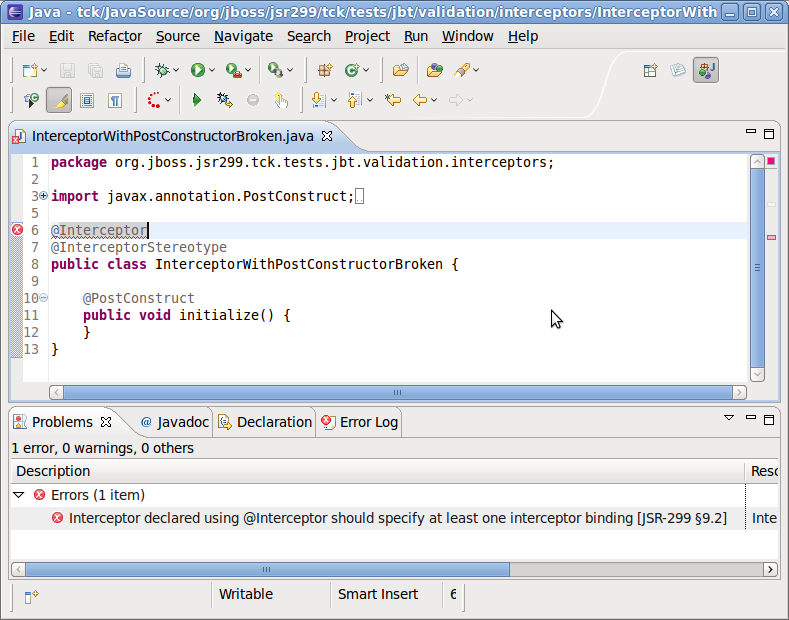 Java - tck/JavaSource/org/jboss/jsr299/tck/tests/jbt/validation/interceptors/InterceptorWith
File Edit Refactor Source Navigate Search Project Run Window Help
InterceptorWithPostConstructorBroken.java
1 package org.jboss.jsr299.tck.tests.jbt.validation.interceptors;
2
3 import javax.annotation.PostConstruct;
5
6 @Interceptor
7 @InterceptorStereotype
8 public class InterceptorWithPostConstructorBroken {
9
10 @PostConstruct
11 public void initialize() {
12 }
13 }
Problems @ Javadoc Declaration Error Log
1 error, 0 warnings, 0 others
Description Resc
Errors (1 item)
Interceptor declared using @Interceptor should specify at least one interceptor binding [JSR-299 §9.2] Inte
Writable Smart Insert 6